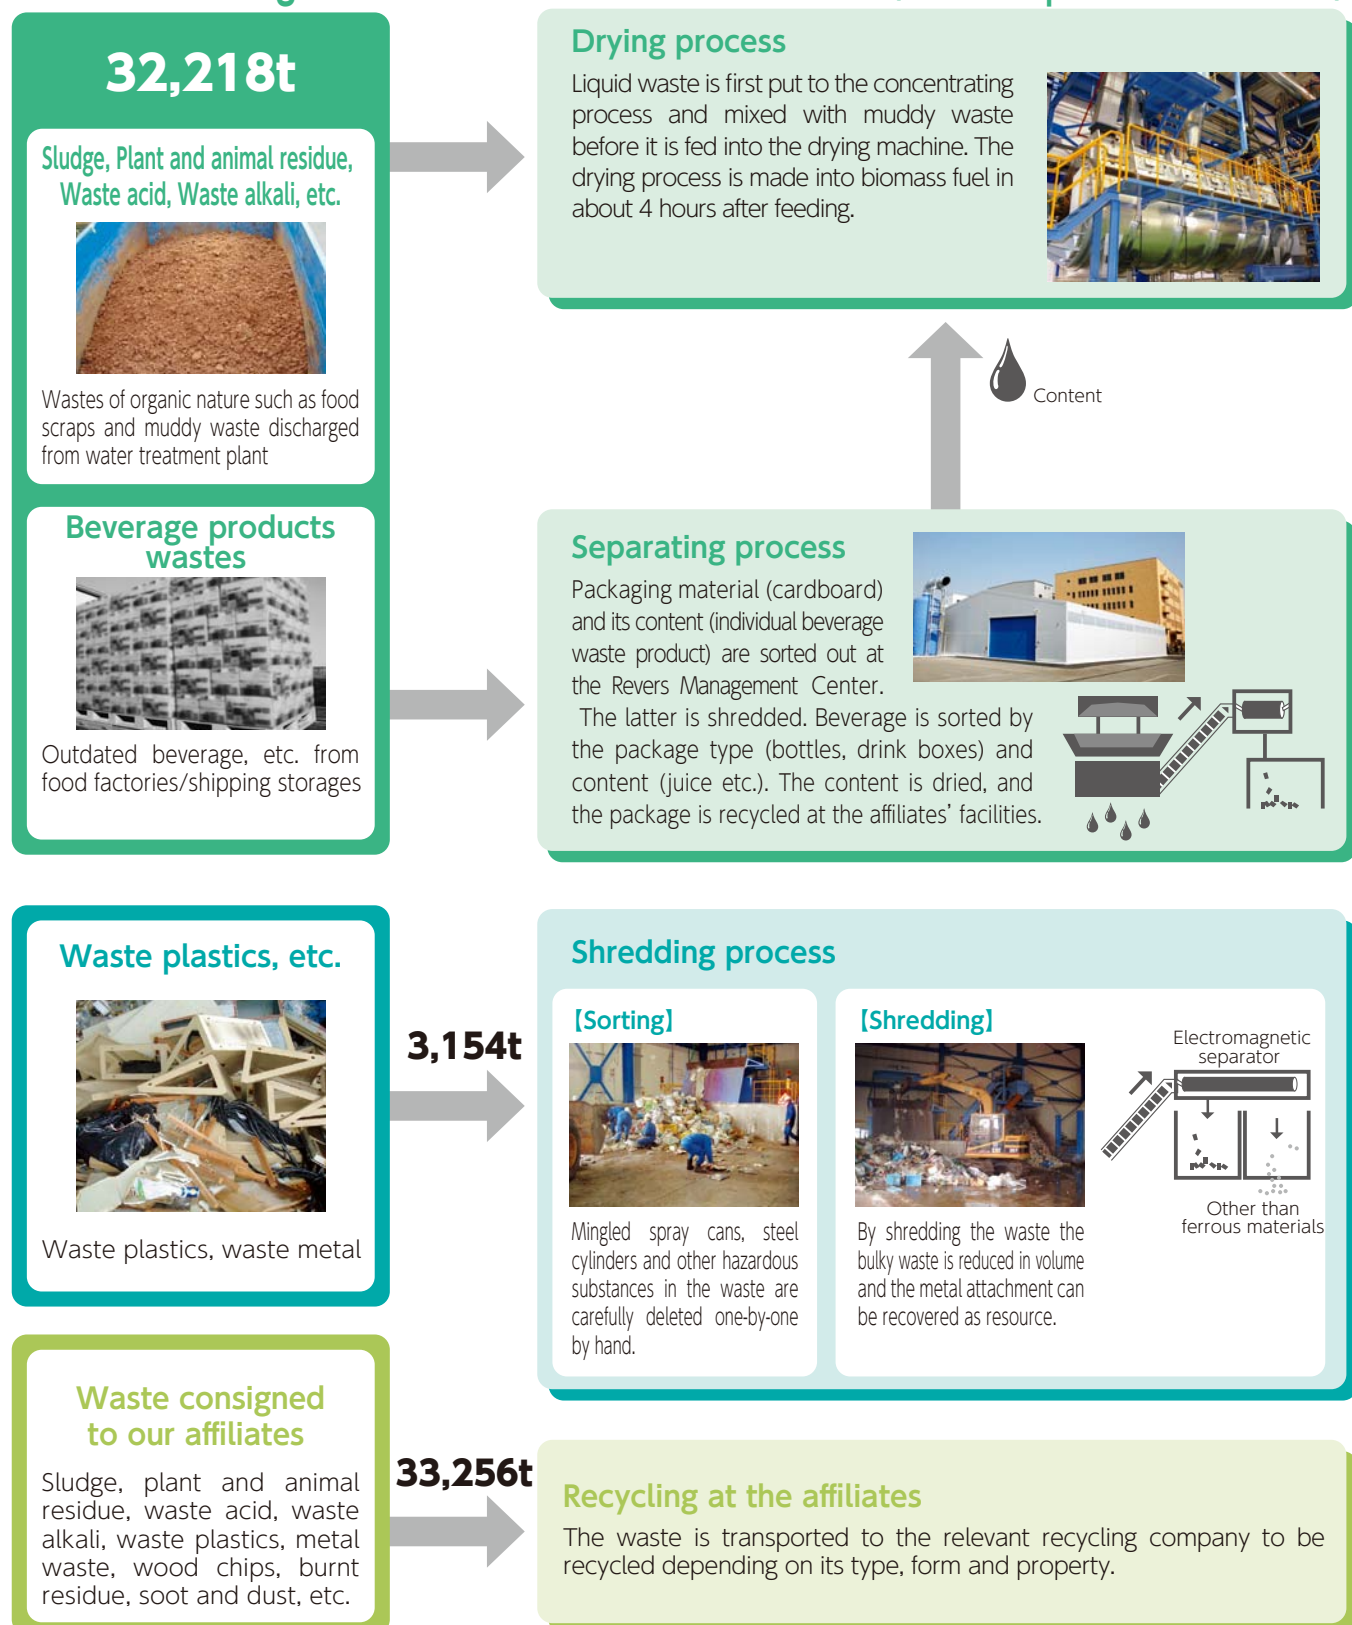 32,218t
Sludge, Plant and animal residue,
Waste acid, Waste alkali, etc.
Wastes of organic nature such as food
scraps and muddy waste discharged
from water treatment plant
Beverage products
wastes
Outdated beverage, etc. from
food factories/shipping storages
Drying process
Liquid waste is first put to the concentrating
process and mixed with muddy waste
before it is fed into the drying machine. The
drying process is made into biomass fuel in
about 4 hours after feeding.
Content
Separating process
Packaging material (cardboard)
and its content (individual beverage
waste product) are sorted out at
the Revers Management Center.
The latter is shredded. Beverage is sorted by
the package type (bottles, drink boxes) and
content (juice etc.). The content is dried, and
the package is recycled at the affiliates’ facilities.
Waste plastics, etc.
Waste plastics, waste metal
3,154t
Shredding process
【Sorting】
Mingled spray cans, steel
cylinders and other hazardous
substances in the waste are
carefully deleted one-by-one
by hand.
【Shredding】
By shredding the waste the
bulky waste is reduced in volume
and the metal attachment can
be recovered as resource.
Electromagnetic
separator
Other than
ferrous materials
Waste consigned
to our affiliates
Sludge, plant and animal
residue, waste acid, waste
alkali, waste plastics, metal
waste, wood chips, burnt
residue, soot and dust, etc.
33,256t
Recycling at the affiliates
The waste is transported to the relevant recycling company to be
recycled depending on its type, form and property.